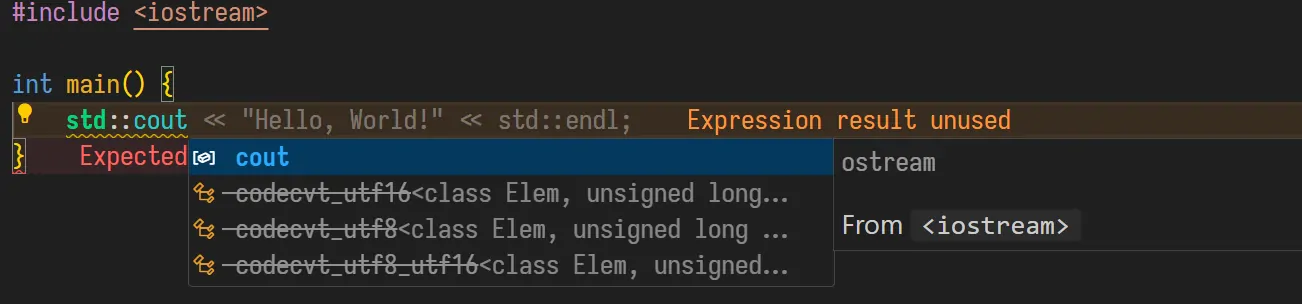 #include <iostream>
int main() {
std::cout << "Hello, World!" << std::endl; Expression result unused
} Expected
cout
codecvt_utf16<class Elem, unsigned long...
codecvt_utf8<class Elem, unsigned long ...
codecvt_utf8_utf16<class Elem, unsigned...
ostream
From <iostream>